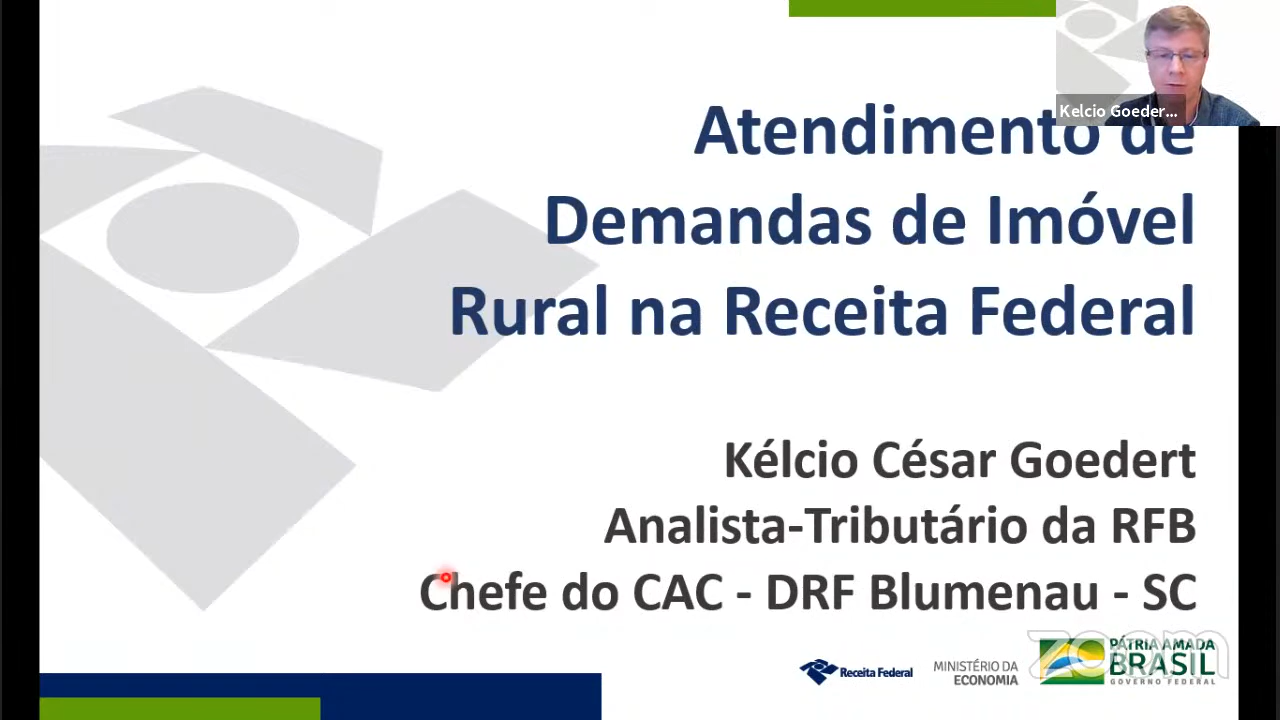 Kelcio Goeder...
Atendimento de
Demandas de Imóvel
Rural na Receita Federal
Kélcio César Goedert
Analista-Tributário da RFB
Chefe do CAC - DRF Blumenau - SC
zoom
Receita Federal
MINISTÉRIO DA
ECONOMIA
PÁTRIA AMADA
BRASIL
GOVERNO FEDERAL